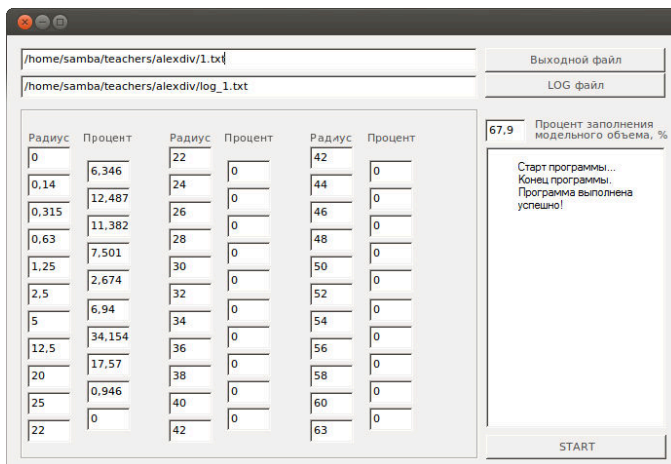 /home/samba/teachers/alexdiv/1.txt
Выходной файл
/home/samba/teachers/alexdiv/log_1.txt
LOG файл
67,9 Процент заполнения
модельного объема, %
Радиус Процент Радиус Процент Радиус Процент
0 22 42
6,346 0 0
0,14 24 44
12,487 0 0
0,315 26 46
11,382 0 0
0,63 28 48
7,501 0 0
1,25 30 50
2,674 0 0
2,5 32 52
6,94 0 0
5 34 54
34,154 0 0
12,5 36 56
17,57 0 0
20 38 58
0,946 0 0
25 40 60
0 0 0
22 42 63
Старт программы...
Конец программы.
Программа выполнена
успешно!
START